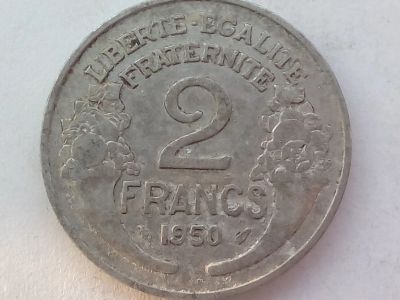 LIBERTE·EGALITE
FRATERNITE
2
FRANCS
1950